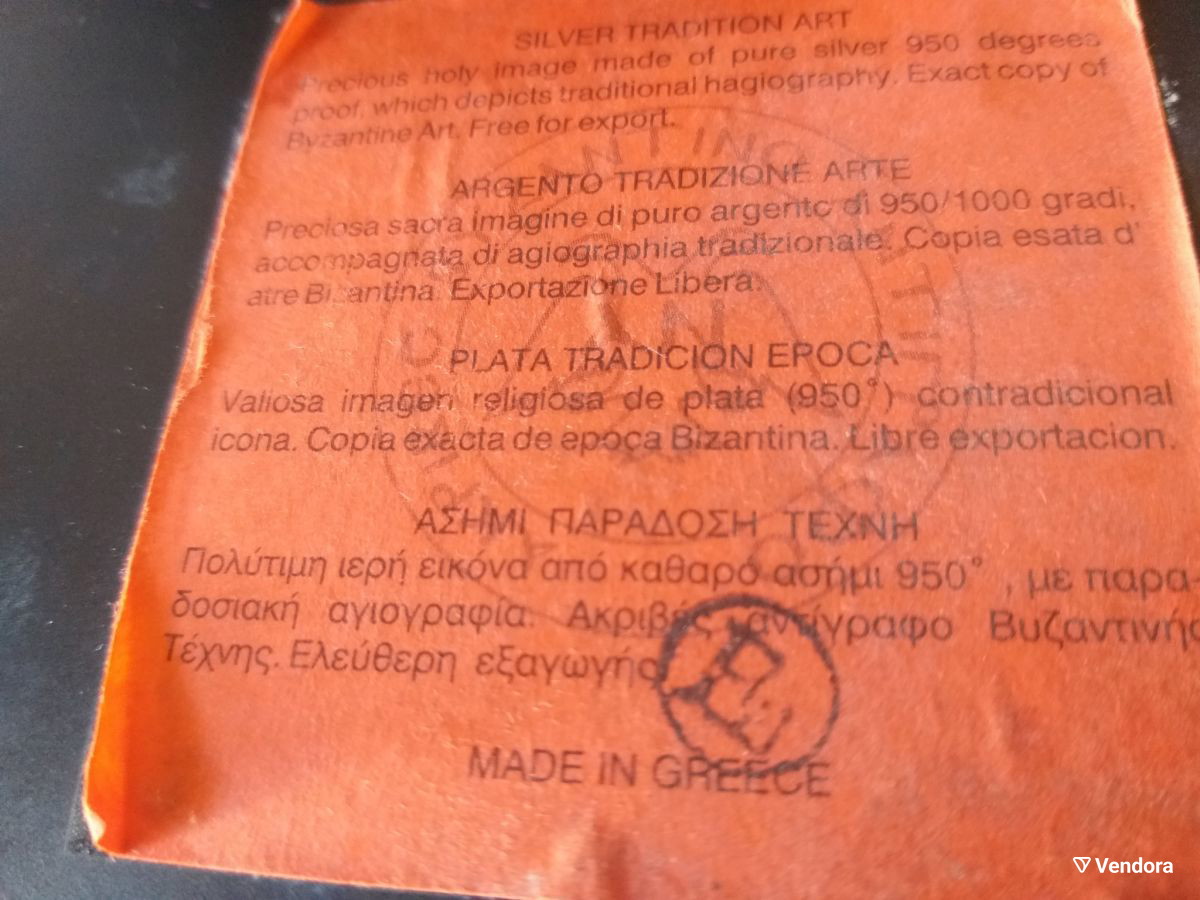 SILVER TRADITION ART
Precious holy image made of pure silver 950 degrees
proof, which depicts traditional hagiography. Exact copy of
Byzantine Art. Free for export.
ARGENTO TRADIZIONE ARTE
Preciosa sacra imagine di puro argento di 950/1000 gradi,
accompagnata di agiographia tradizionale. Copia esata d'
atre Bizantina. Exportazione Libera.
PLATA TRADICION EPOCA
Valiosa imagen religiosa de plata (950°) contradicional
icona. Copia exacta de epoca Bizantina. Libre exportacion.
ΑΣΗΜΙ ΠΑΡΑΔΟΣΗ ΤΕΧΝΗ
Πολύτιμη ιερή εικόνα από καθαρό ασήμι 950°, με παρα-
δοσιακή αγιογραφία. Ακριβές αντίγραφο Βυζαντινής
Τέχνης. Ελεύθερη εξαγωγής
MADE IN GREECE
Vendora